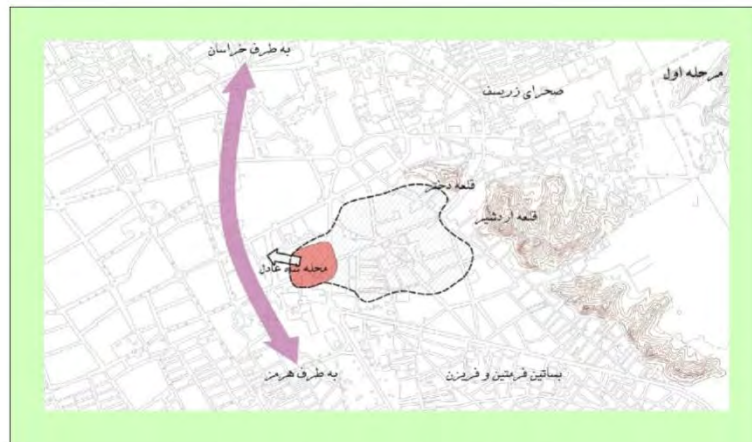 به طرف خراسان
مرحله اول
صحرای زریسف
قلعه دختر
قلعه اردشیر
محله شاه عادل
به طرف هرمز
بساتین فرمتین و فریزن